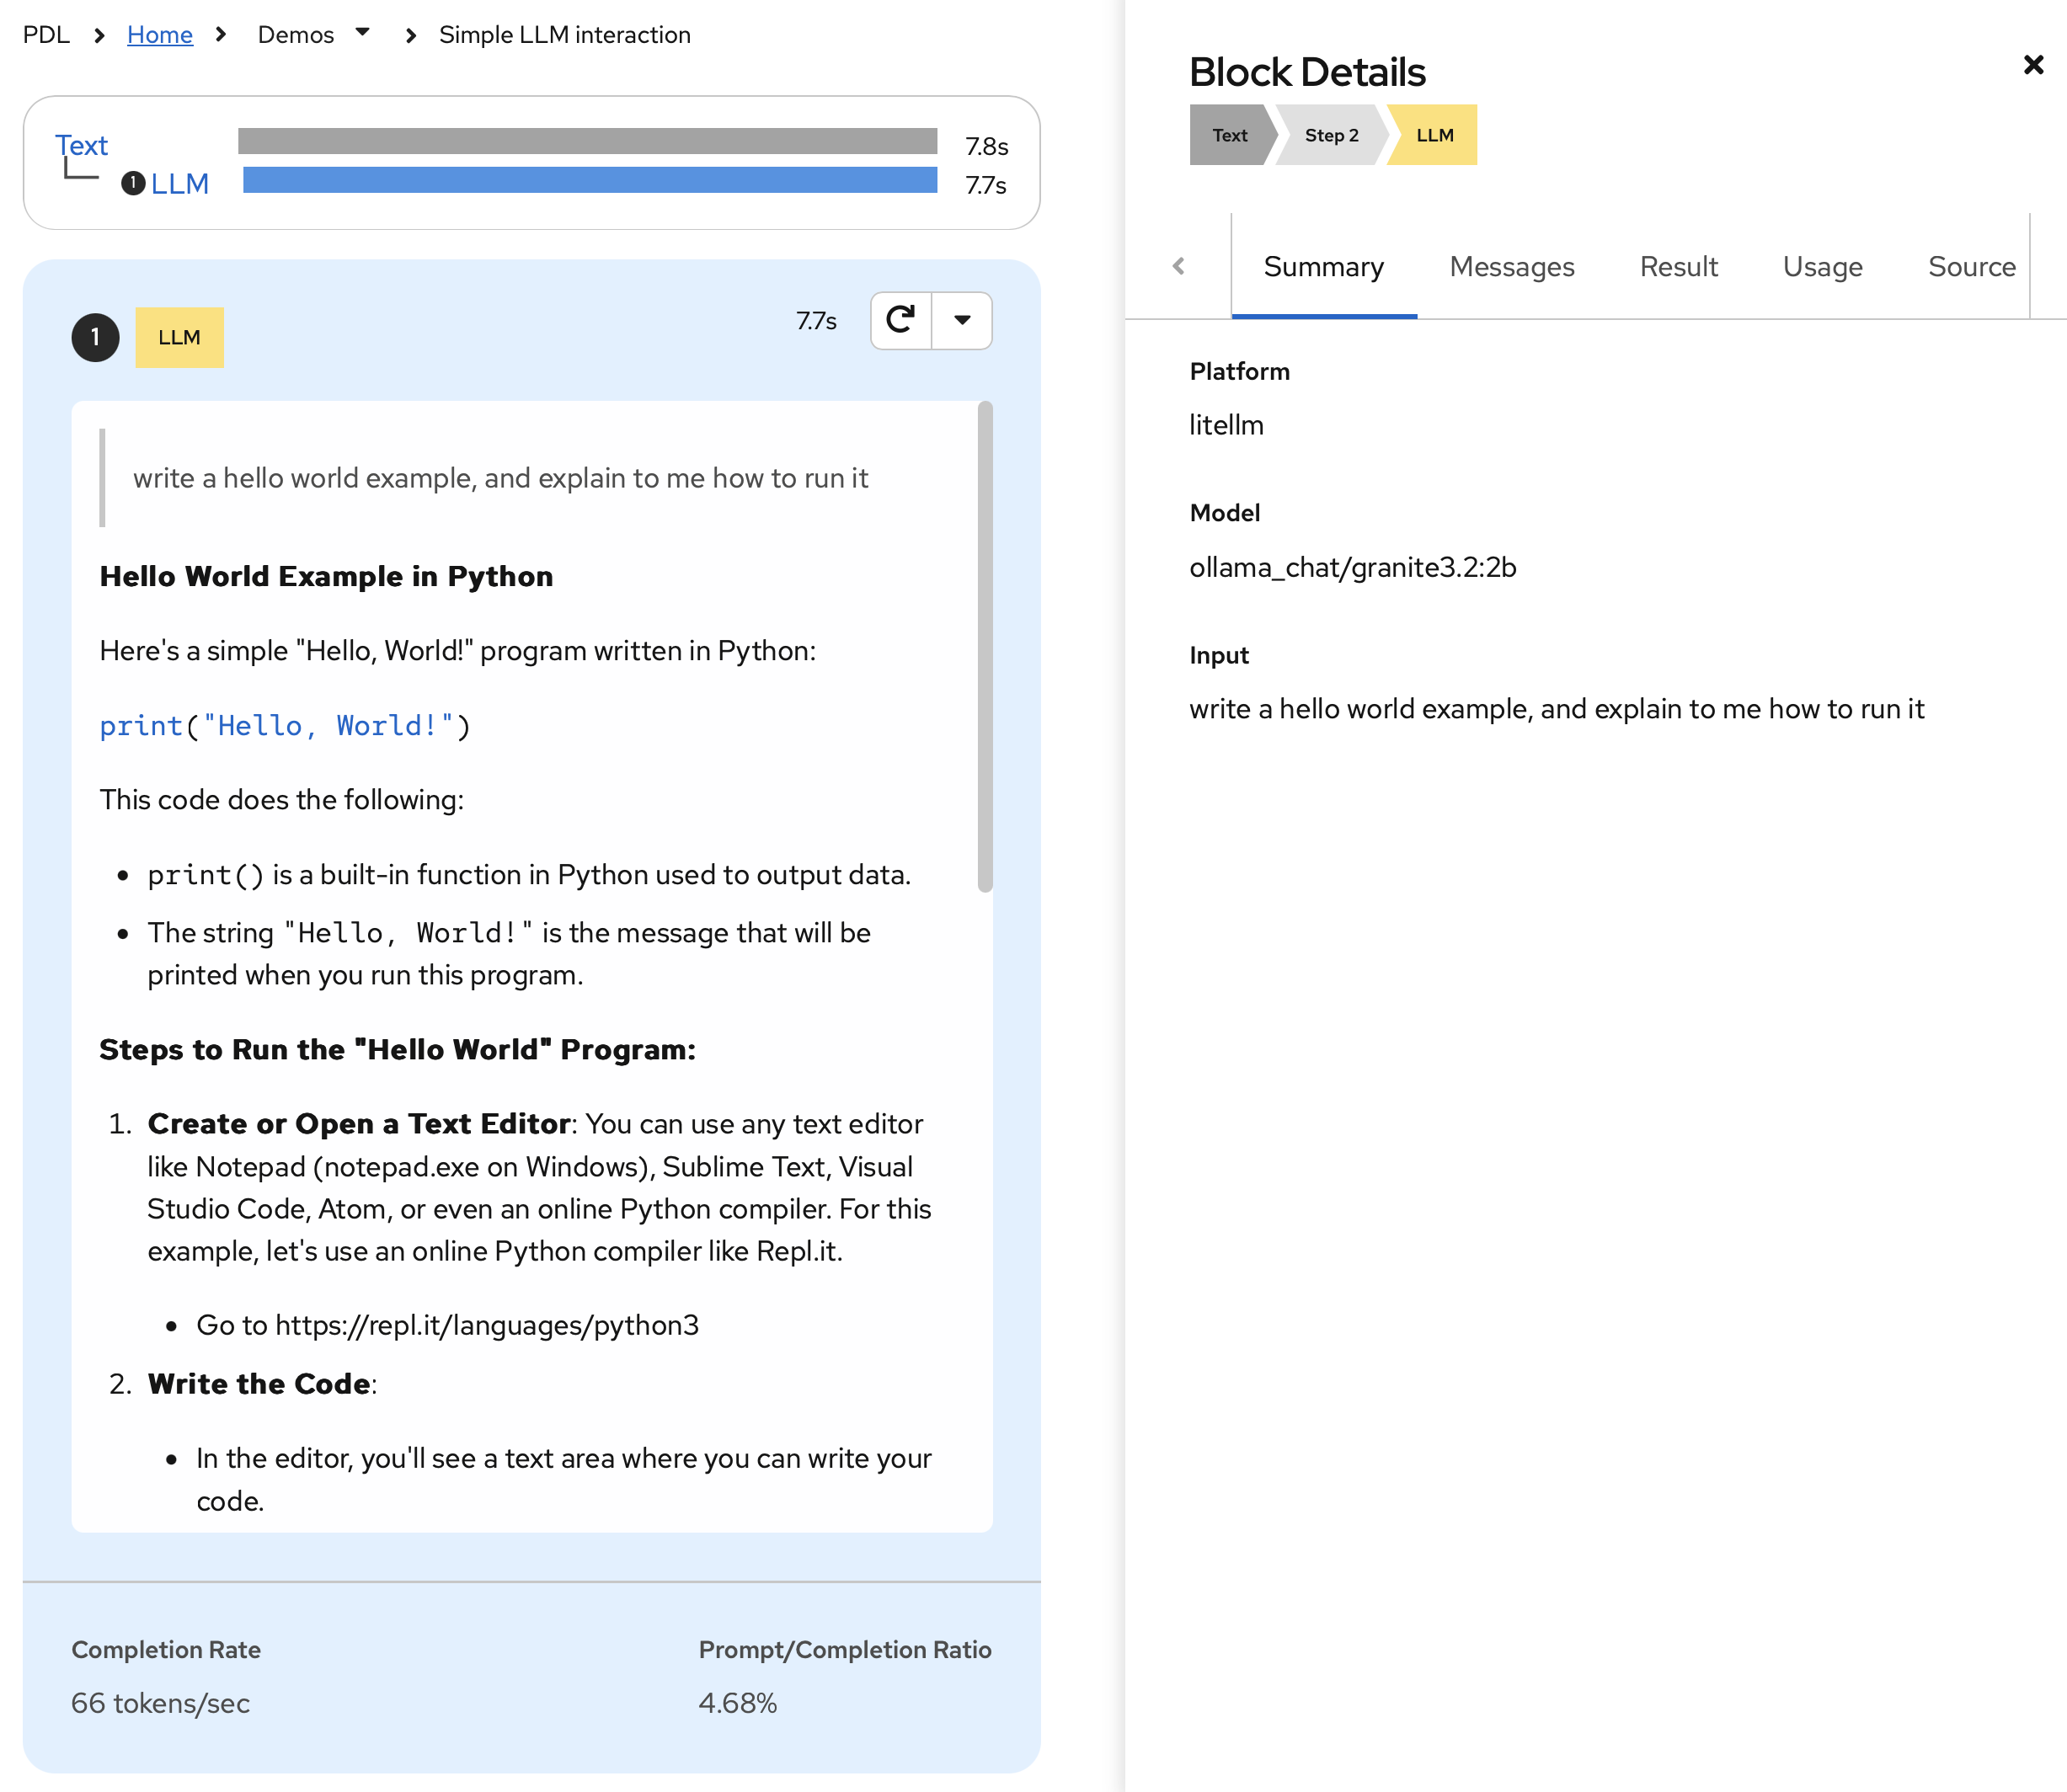 PDL > Home > Demos > Simple LLM interaction
Text 7.8s
1 LLM 7.7s
1 LLM 7.7s
write a hello world example, and explain to me how to run it
Hello World Example in Python
Here's a simple "Hello, World!" program written in Python:
print("Hello, World!")
This code does the following:
• print() is a built-in function in Python used to output data.
• The string "Hello, World!" is the message that will be
printed when you run this program.
Steps to Run the "Hello World" Program:
1. Create or Open a Text Editor: You can use any text editor
like Notepad (notepad.exe on Windows), Sublime Text, Visual
Studio Code, Atom, or even an online Python compiler. For this
example, let's use an online Python compiler like Repl.it.
• Go to https://repl.it/languages/python3
2. Write the Code:
• In the editor, you'll see a text area where you can write your
code.
Completion Rate
66 tokens/sec
Prompt/Completion Ratio
4.68%
Block Details
Text Step 2 LLM
Summary Messages Result Usage Source
Platform
litellm
Model
ollama_chat/granite3.2:2b
Input
write a hello world example, and explain to me how to run it